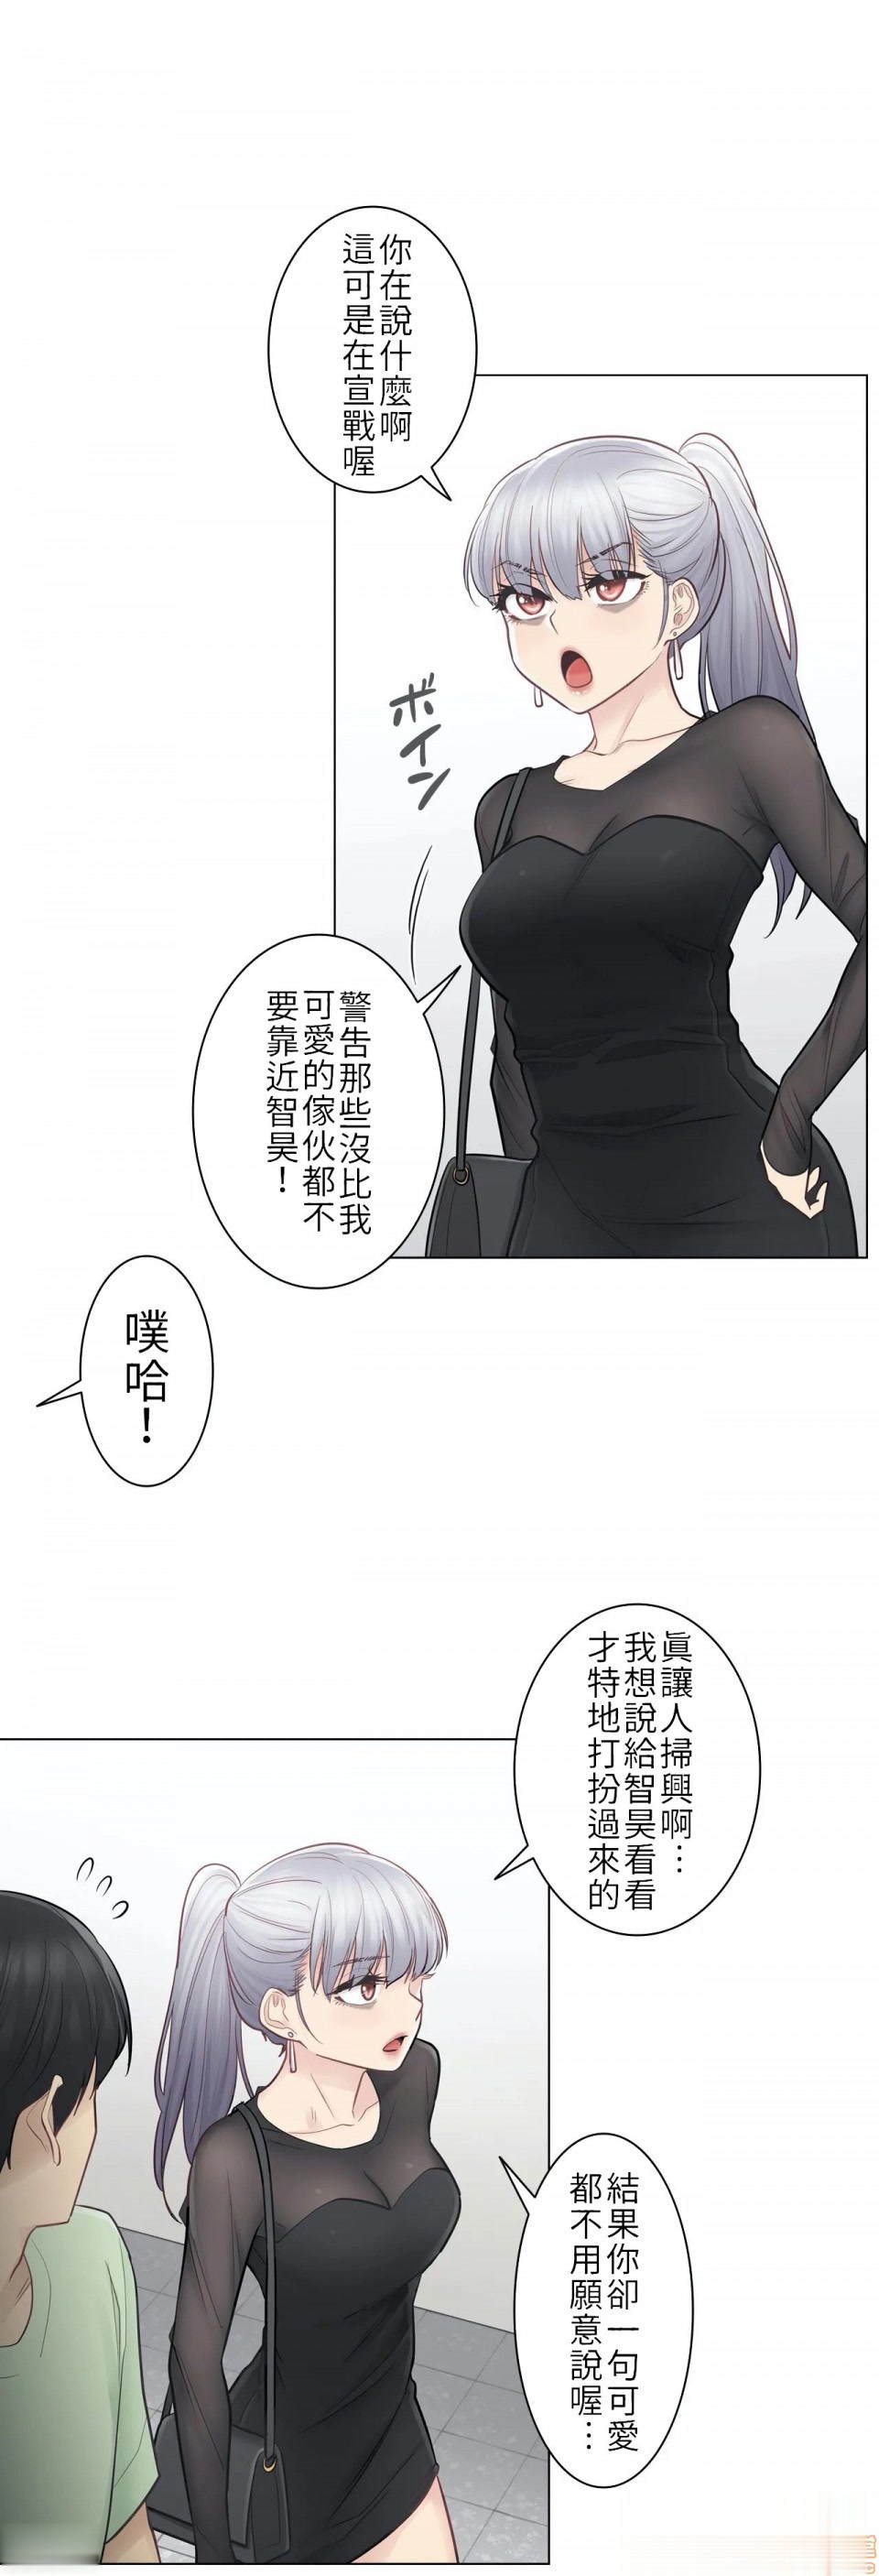 你在說什麼啊
這可是在宣戰喔
ボイン
警告那些沒比我
可愛的傢伙都不
要靠近智昊！
噗哈！
眞讓人掃興啊…
我想說給智昊看看
才特地打扮過來的
結果你卻一句可愛
都不用願意說喔…